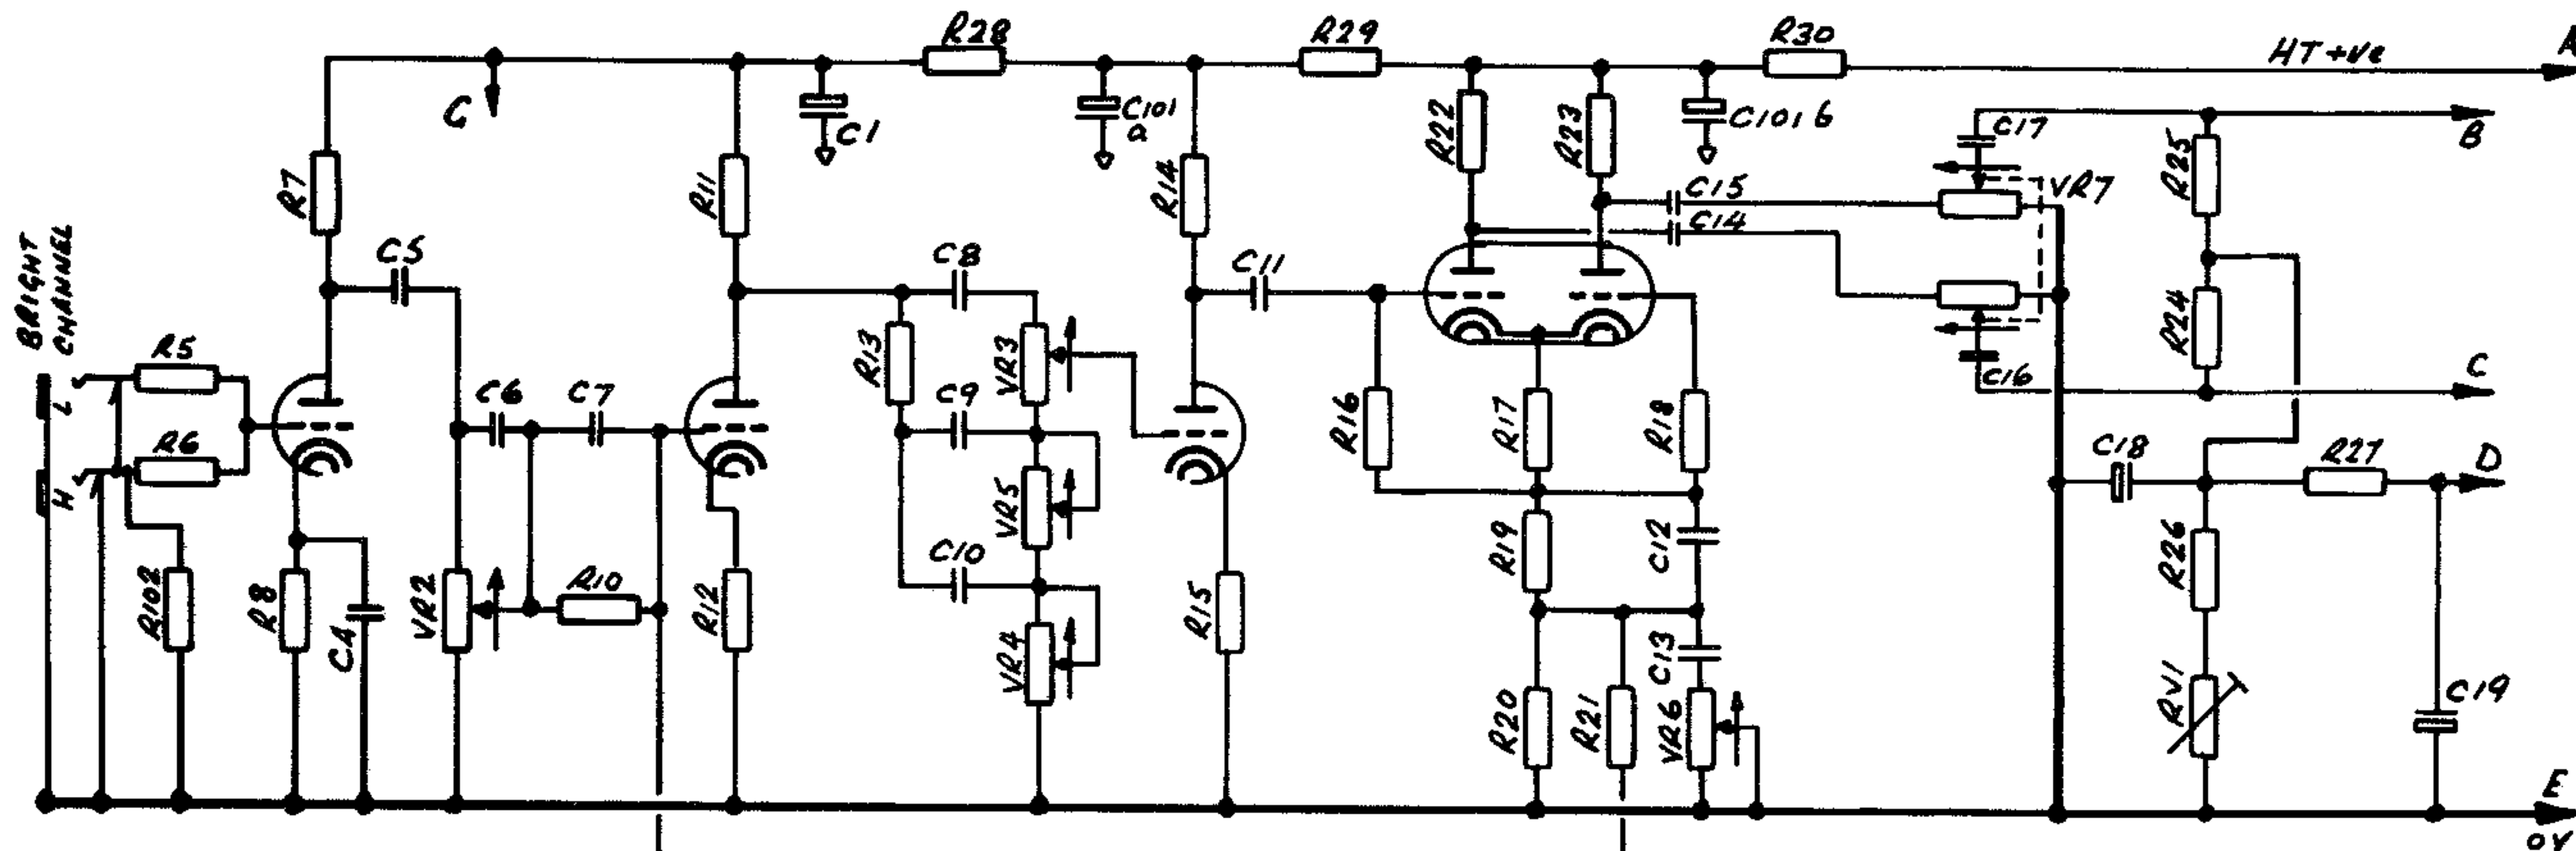 R28
R29
R30
HT+ve
A
C
C1
C101
a
C101 b
C17
B
R7
R11
R14
R22
R23
R25
VR7
C15
C14
BRIGHT
CHANNEL
C5
C8
C11
R24
L
R5
C6
C7
R13
VR3
C9
R16
R17
R18
C16
C
H
R6
VR5
C18
R27
D
C10
R19
C12
R26
R102
R8
C4
VR2
R10
R12
VR4
R15
C13
R20
R21
VR6
RV1
C19
E
0V